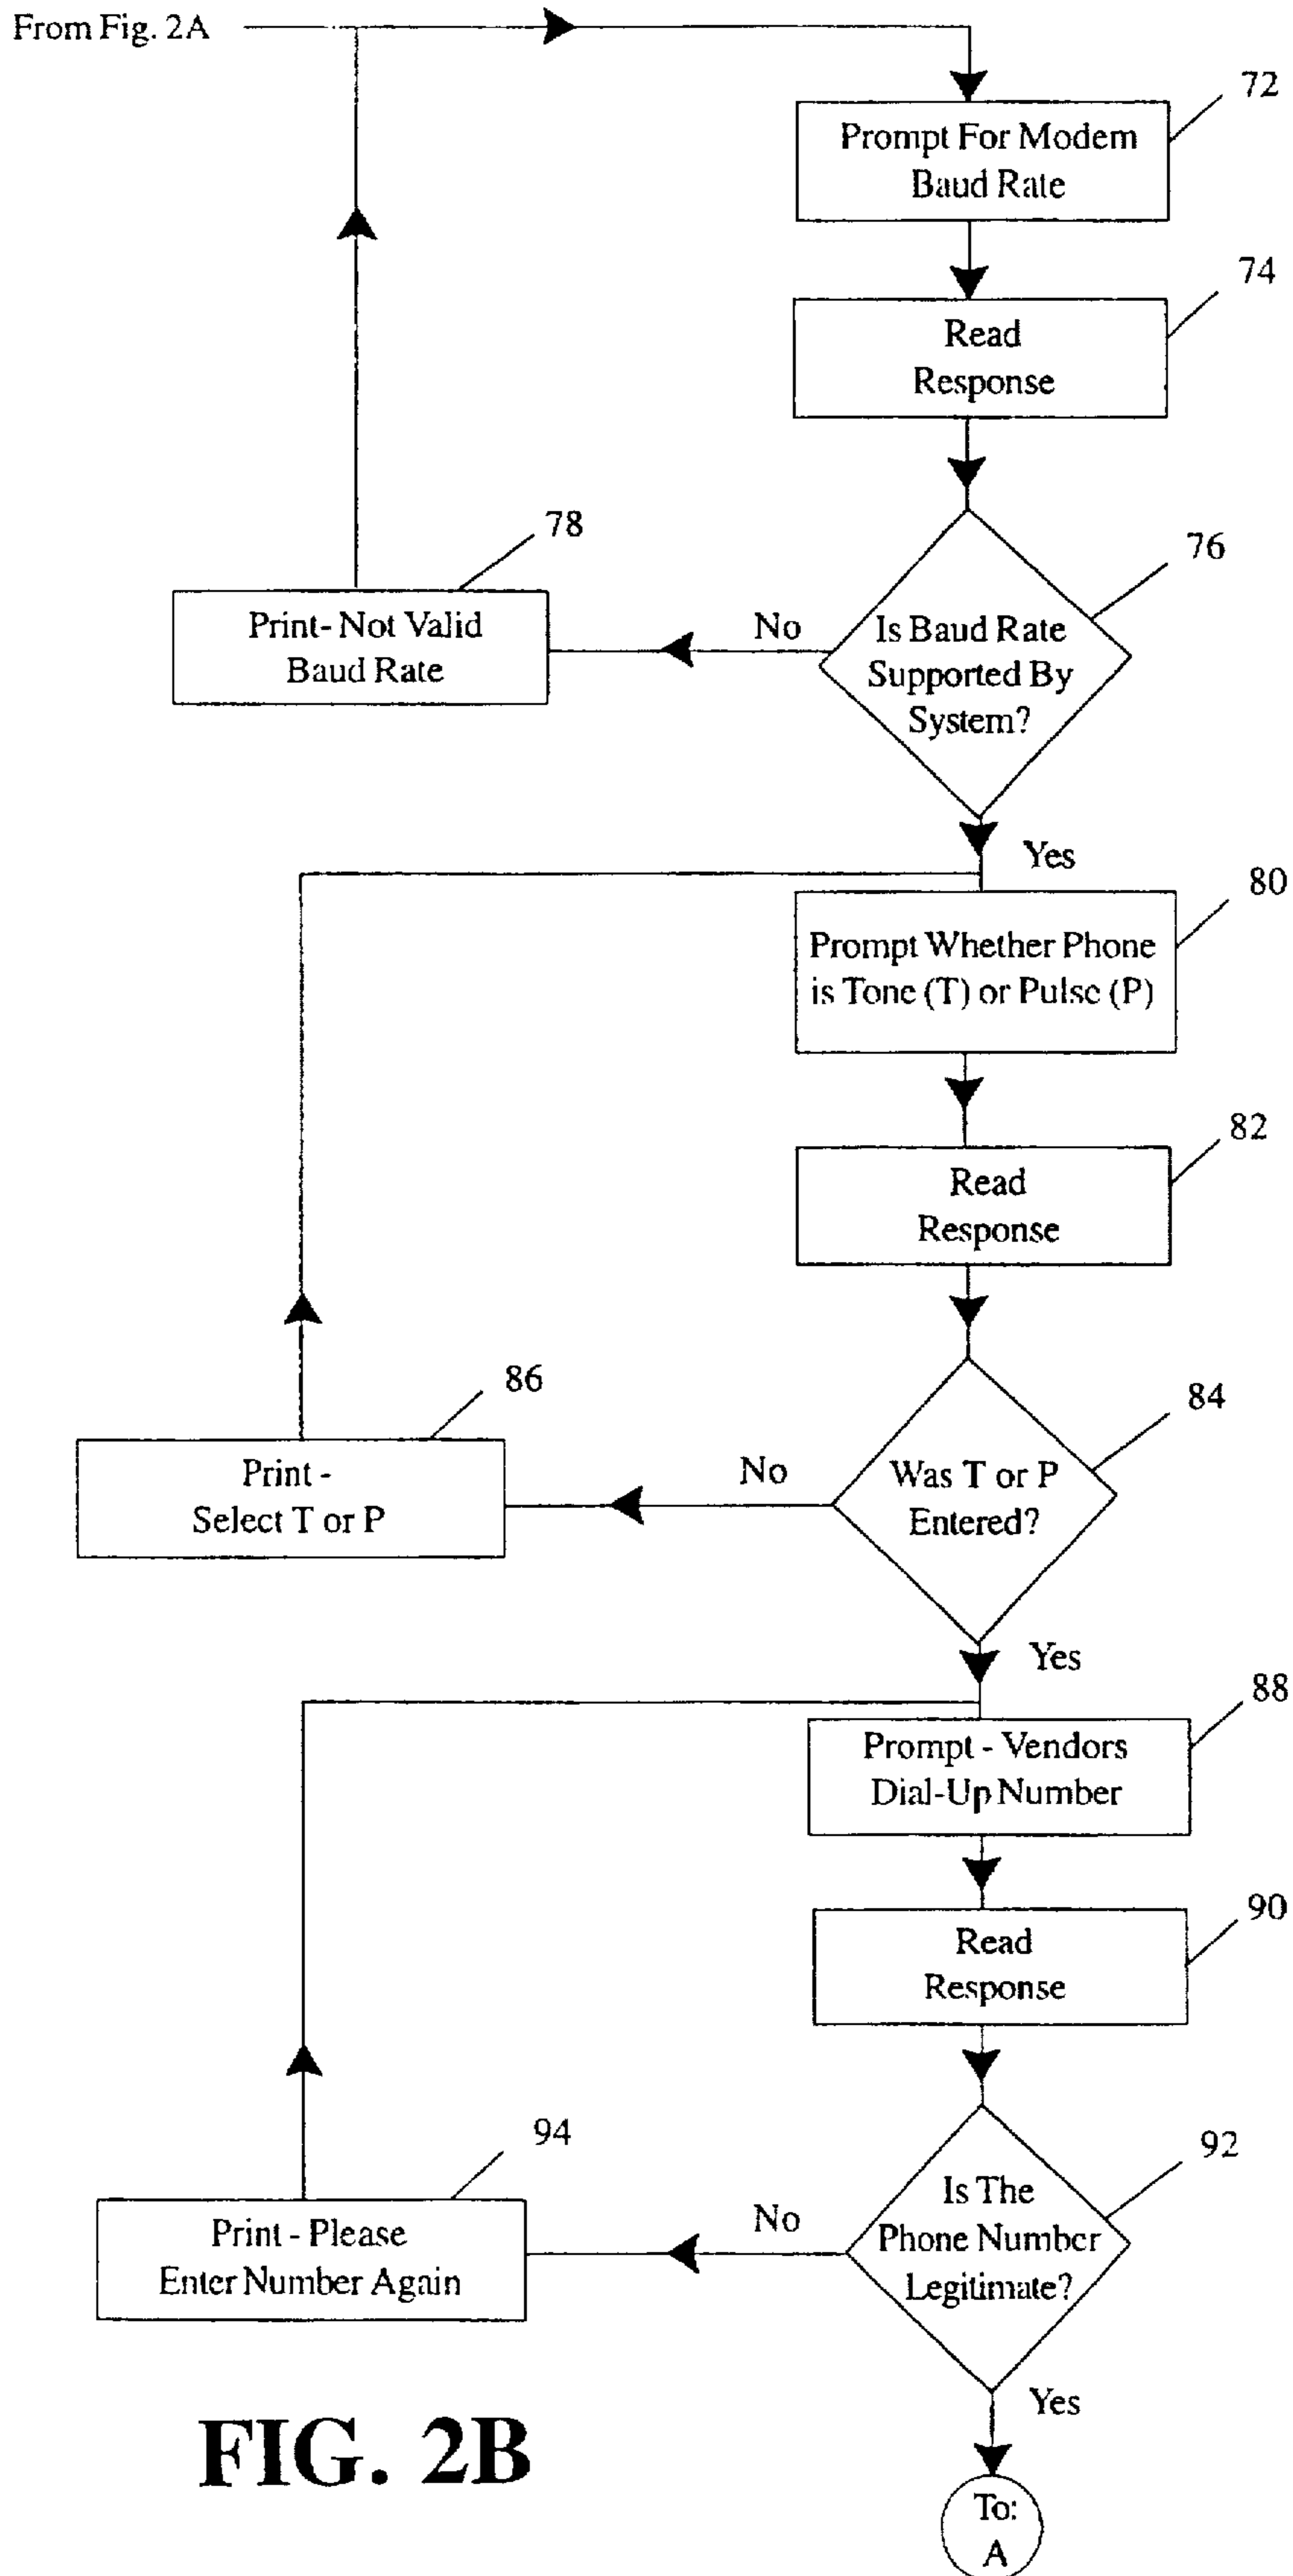 From Fig. 2A
72
Prompt For Modem
Baud Rate
74
Read
Response
76
Is Baud Rate
Supported By
System?
No
78
Print- Not Valid
Baud Rate
Yes
80
Prompt Whether Phone
is Tone (T) or Pulse (P)
82
Read
Response
84
Was T or P
Entered?
No
86
Print -
Select T or P
Yes
88
Prompt - Vendors
Dial-Up Number
90
Read
Response
92
Is The
Phone Number
Legitimate?
No
94
Print - Please
Enter Number Again
Yes
To:
A
FIG. 2B